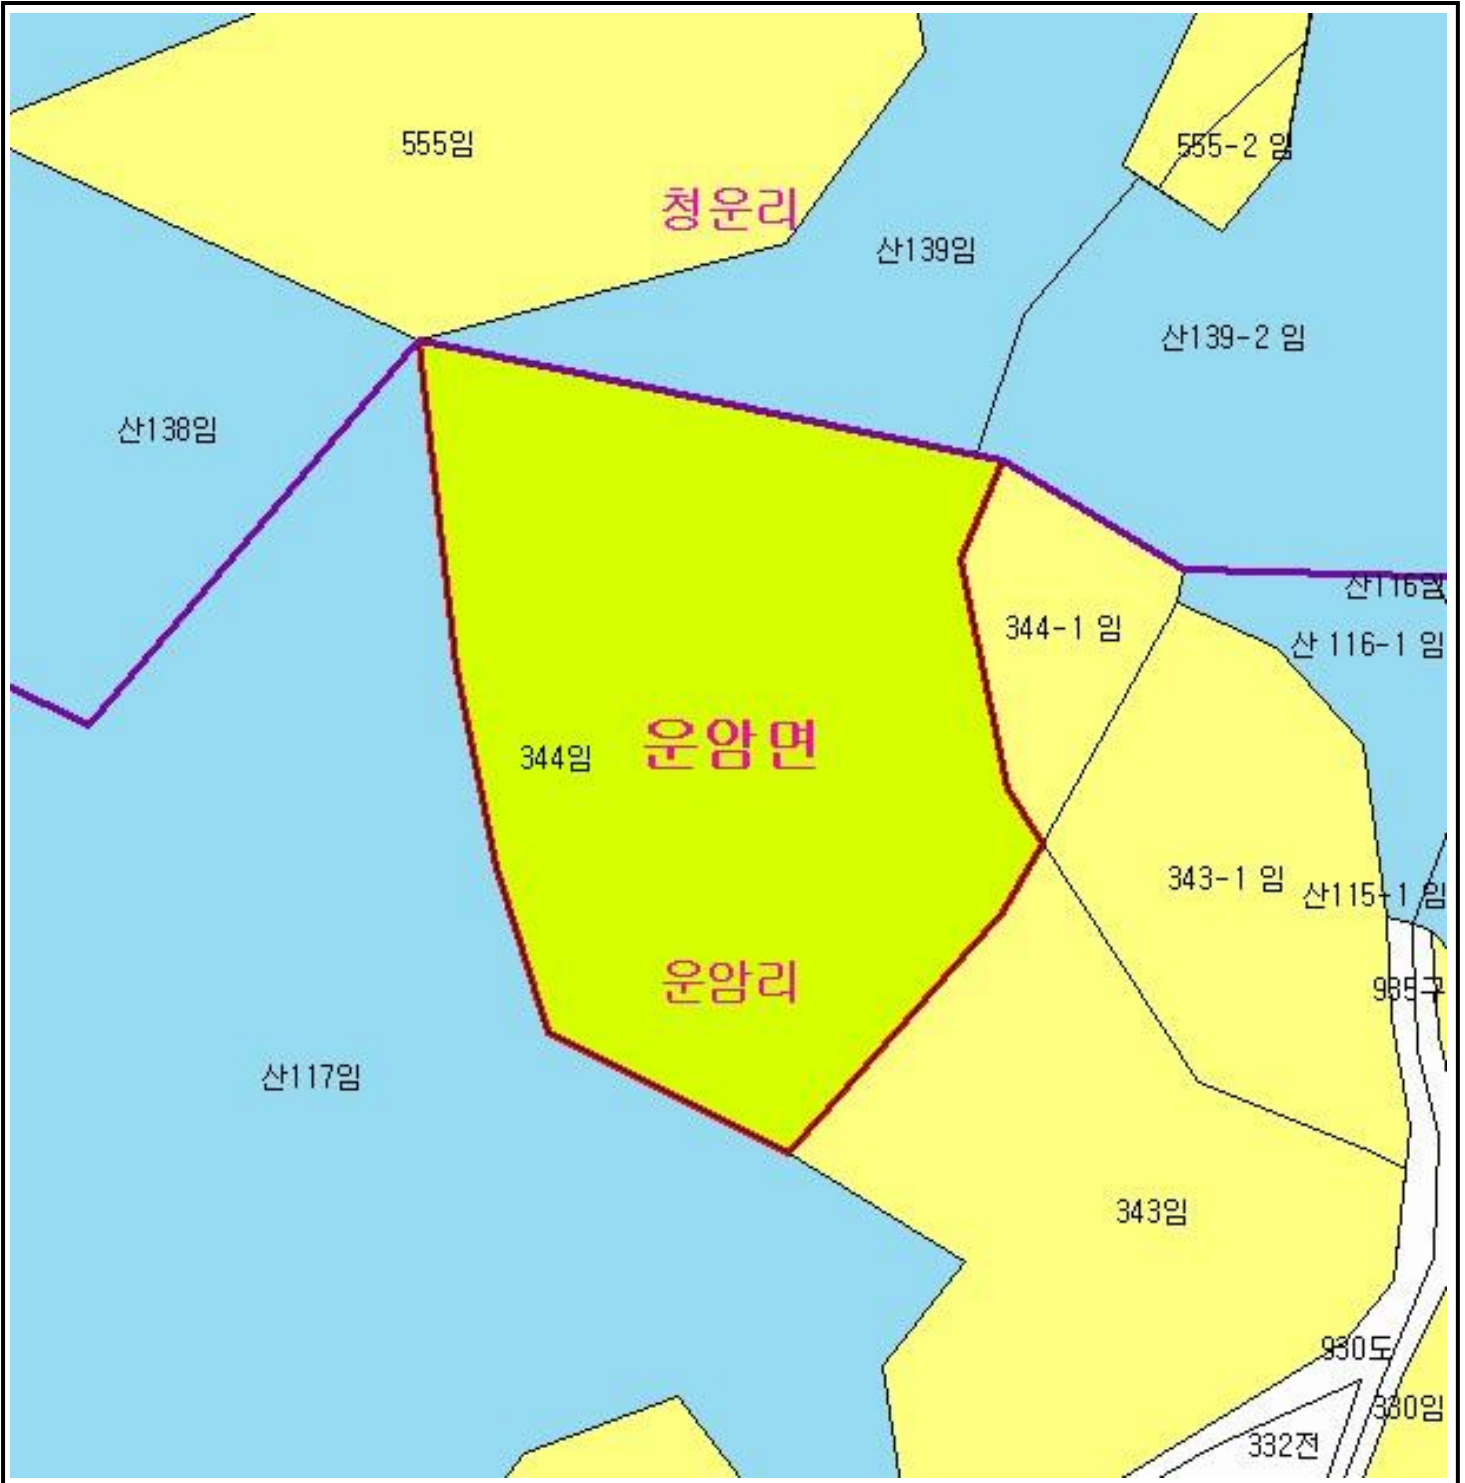 555임
555-2 임
청운리
산139임
산139-2 임
산138임
산116임
344-1 임
산 116-1 임
운암면
344임
343-1 임
산115-1 임
운암리
985구
산117임
343임
930도
330임
332전